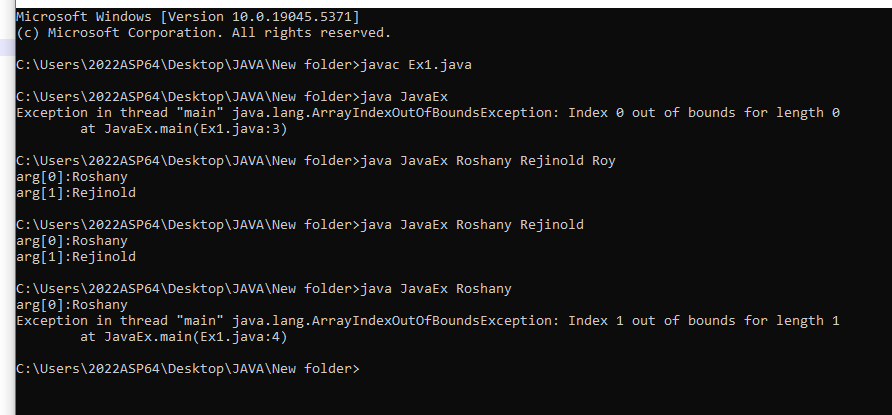 Microsoft Windows [Version 10.0.19045.5371]
(c) Microsoft Corporation. All rights reserved.
C:\Users\2022ASP64\Desktop\JAVA\New folder>javac Ex1.java
C:\Users\2022ASP64\Desktop\JAVA\New folder>java JavaEx
Exception in thread "main" java.lang.ArrayIndexOutOfBoundsException: Index 0 out of bounds for length 0
        at JavaEx.main(Ex1.java:3)
C:\Users\2022ASP64\Desktop\JAVA\New folder>java JavaEx Roshany Rejinold Roy
arg[0]:Roshany
arg[1]:Rejinold
C:\Users\2022ASP64\Desktop\JAVA\New folder>java JavaEx Roshany Rejinold
arg[0]:Roshany
arg[1]:Rejinold
C:\Users\2022ASP64\Desktop\JAVA\New folder>java JavaEx Roshany
arg[0]:Roshany
Exception in thread "main" java.lang.ArrayIndexOutOfBoundsException: Index 1 out of bounds for length 1
        at JavaEx.main(Ex1.java:4)
C:\Users\2022ASP64\Desktop\JAVA\New folder>